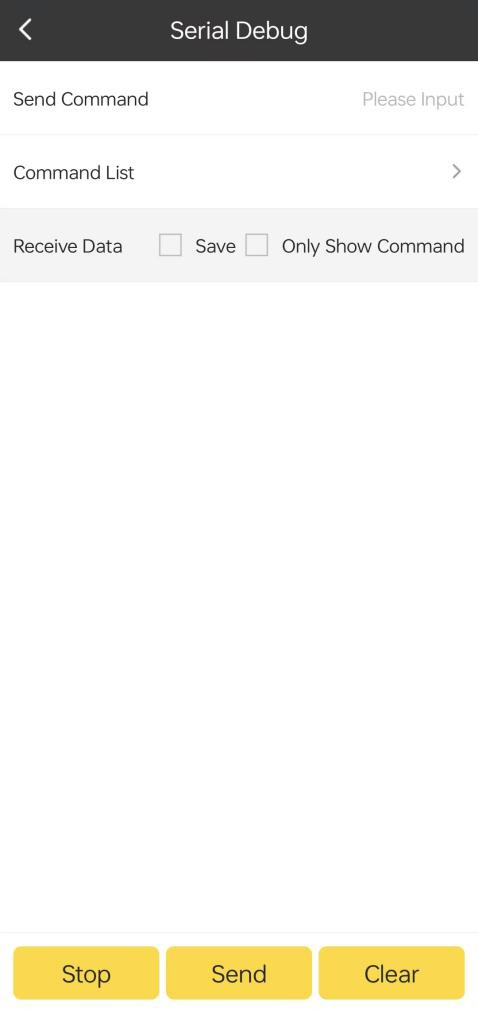 Serial Debug
Send Command Please Input
Command List
Receive Data Save Only Show Command
Stop Send Clear